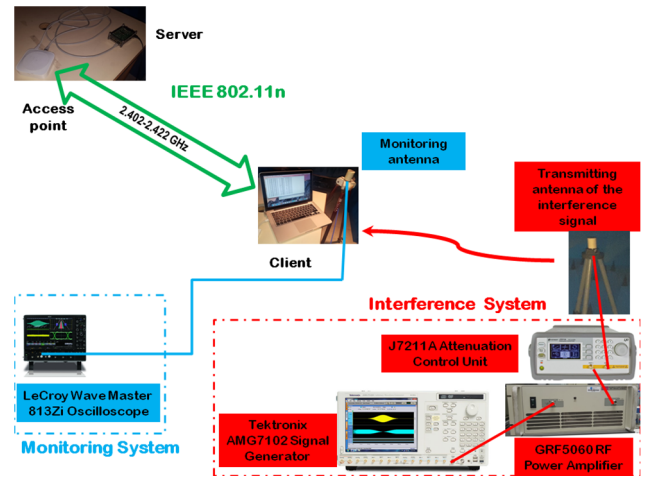 Server
IEEE 802.11n
Access
point
2.402-2.422 GHz
Monitoring
antenna
Transmitting
antenna of the
interference
signal
Client
Interference System
J7211A Attenuation
Control Unit
LeCroy Wave Master
813Zi Oscilloscope
Monitoring System
Tektronix
AMG7102 Signal
Generator
GRF5060 RF
Power Amplifier